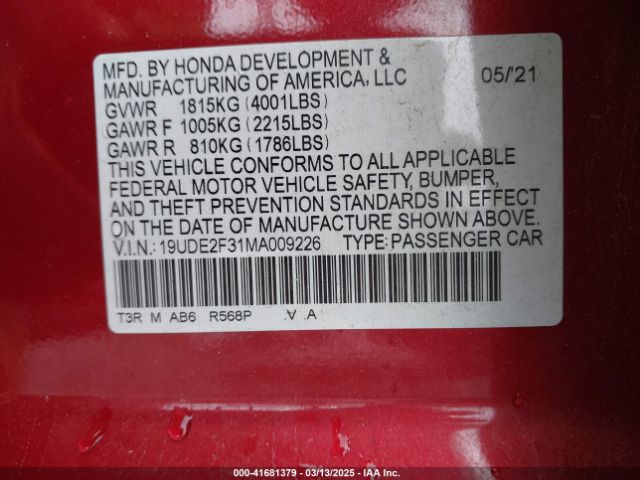 MFD. BY HONDA DEVELOPMENT &
MANUFACTURING OF AMERICA, LLC 05/'21
GVWR 1815KG (4001LBS)
GAWR F 1005KG (2215LBS)
GAWR R 810KG (1786LBS)
THIS VEHICLE CONFORMS TO ALL APPLICABLE
FEDERAL MOTOR VEHICLE SAFETY, BUMPER,
AND THEFT PREVENTION STANDARDS IN EFFECT
ON THE DATE OF MANUFACTURE SHOWN ABOVE.
V.I.N.: 19UDE2F31MA009226 TYPE: PASSENGER CAR
T3R M AB6 R568P .V .A
00-41681379 — 03/13/2025 — IAA Inc.